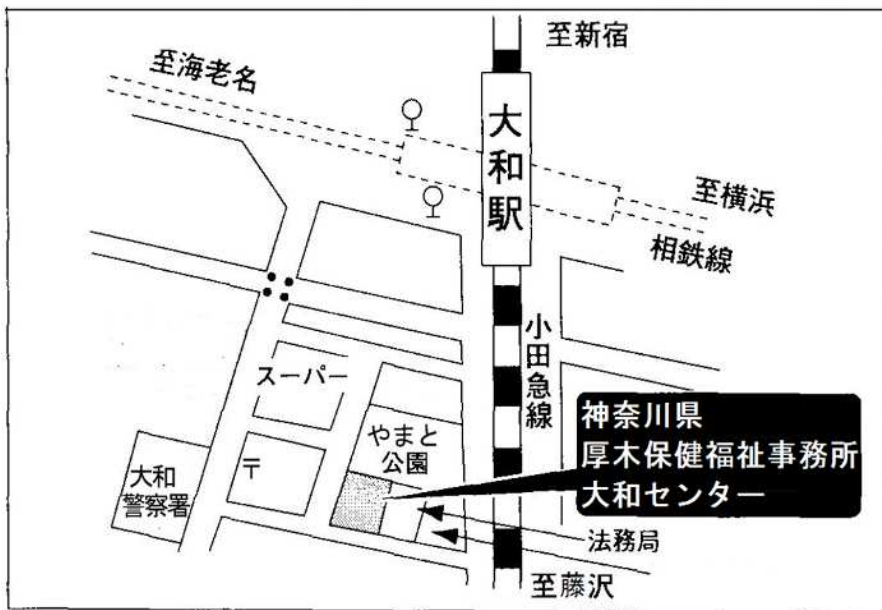 至新宿
至海老名
大和駅
至横浜
相鉄線
小田急線
スーパー
神奈川県
厚木保健福祉事務所
大和センター
やまと
公園
〒
大和
警察署
法務局
至藤沢